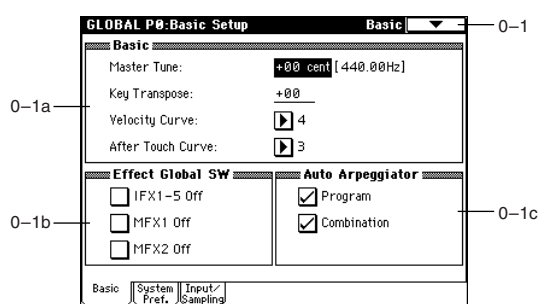 GLOBAL P0:Basic Setup Basic
0–1
Basic
Master Tune: +00 cent [440.00Hz]
0–1a
Key Transpose: +00
Velocity Curve: 4
After Touch Curve: 3
Effect Global SW
Auto Arpeggiator
IFX1-5 Off
Program
0–1b
MFX1 Off
Combination
0–1c
MFX2 Off
Basic
System Pref.
Input/Sampling